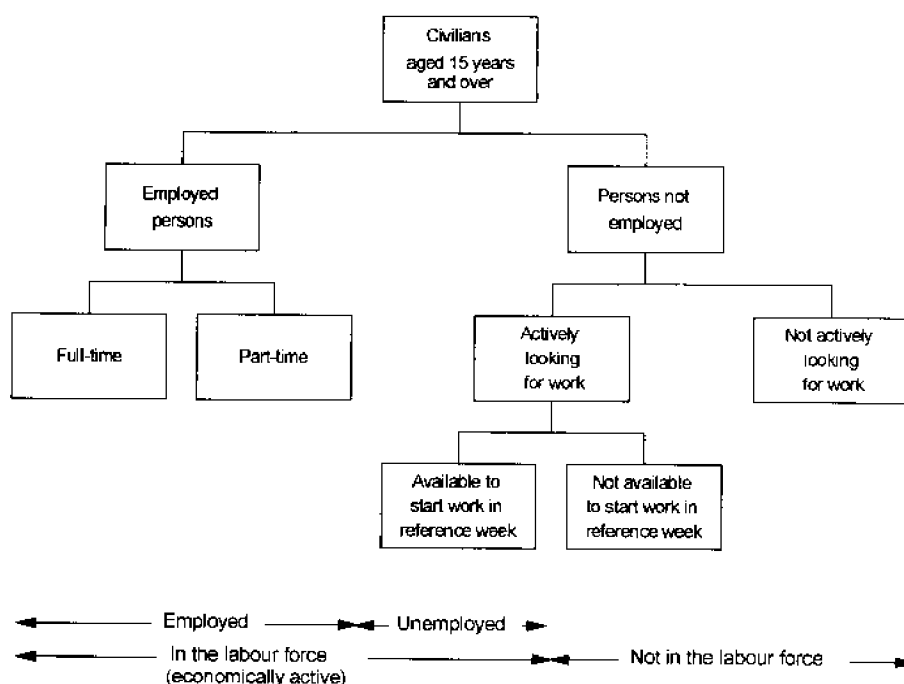 Civilians
aged 15 years
and over
Employed
persons
Persons not
employed
Full-time
Part-time
Actively
looking
for work
Not actively
looking
for work
Available to
start work in
reference week
Not available
to start work in
reference week
Employed
Unemployed
In the labour force
(economically active)
Not in the labour force